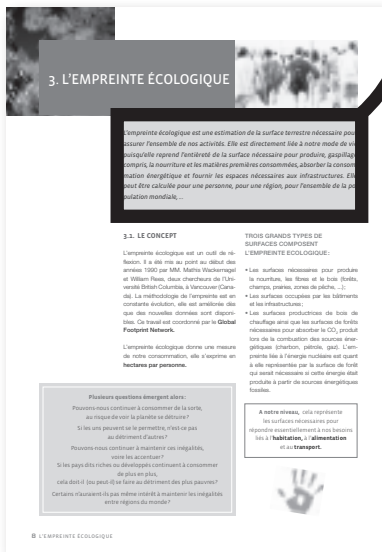 3. L'EMPREINTE ÉCOLOGIQUE
L'empreinte écologique est une estimation de la surface terrestre nécessaire pour
assurer l'ensemble de nos activités. Elle est directement liée à notre mode de vie
puisqu'elle reprend l'entièreté de la surface nécessaire pour produire, gaspillage
compris, la nourriture et les matières premières consommées, absorber la consom-
mation énergétique et fournir les espaces nécessaires aux infrastructures. Elle
peut être calculée pour une personne, pour une région, pour l'ensemble de la po-
pulation mondiale, ...
3.1. LE CONCEPT
L'empreinte écologique est un outil de ré-
flexion. Il a été mis au point au début des
années 1990 par MM. Mathis Wackernagel
et William Rees, deux chercheurs de l'Uni-
versité British Columbia, à Vancouver (Cana-
da). La méthodologie de l'empreinte est en
constante évolution, elle est améliorée dès
que des nouvelles données sont disponi-
bles. Ce travail est cordonné par le Global
Footprint Network.
L'empreinte écologique donne une mesure
de notre consommation, elle s'exprime en
hectares par personne.
Plusieurs questions émergent alors:
Pouvons-nous continuer à consommer de la sorte,
au risque de voir la planète se détruire?
Si les uns peuvent se le permettre, n'est-ce pas
au détriment d'autres?
Pouvons-nous continuer à maintenir ces inégalités,
voire les accentuer?
Si les pays dits riches ou développés continuent à consommer
de plus en plus,
cela doit-il (ou peut-il) se faire au détriment des plus pauvres?
Certains n'auraient-ils pas même intérêt à maintenir les inégalités
entre régions du monde?
TROIS GRANDS TYPES DE
SURFACES COMPOSENT
L'EMPREINTE ECOLOGIQUE:
• Les surfaces nécessaires pour produire
la nourriture, les fibres et le bois (forêts,
champs, prairies, zones de pêche, ...);
• Les surfaces occupées par les bâtiments
et les infrastructures;
• Les surfaces productrices de bois de
chauffage ainsi que les surfaces de forêts
nécessaires pour absorber le CO₂ produit
lors de la combustion des sources éner-
gétiques (charbon, pétrole, gaz). L'em-
preinte liée à l'énergie nucléaire est quant
à elle représentée par la surface de forêt
qui serait nécessaire si cette énergie était
produite à partir de sources énergétiques
fossiles.
A notre niveau, cela représente
les surfaces nécessaires pour
répondre essentiellement à nos besoins
liés à l'habitation, à l'alimentation
et au transport.
8 L'EMPREINTE ÉCOLOGIQUE